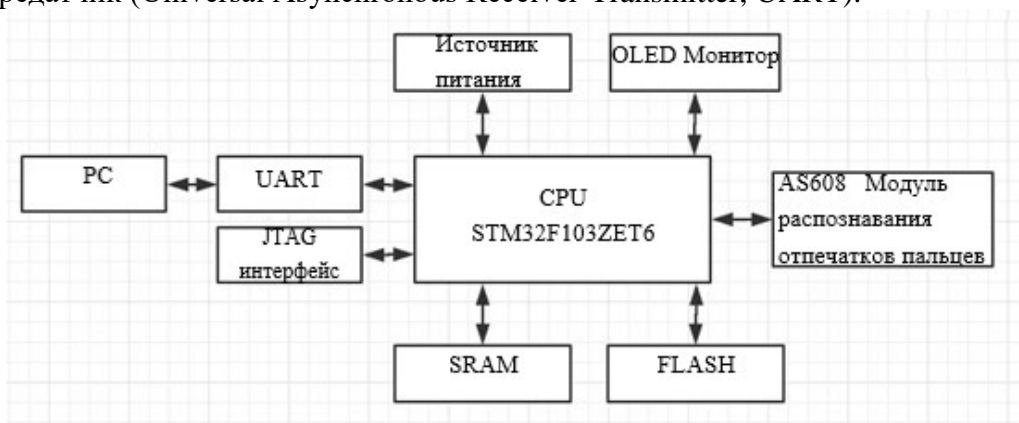 (Universal Asynchronous Receiver-Transmitter, UART).
Источник
питания
OLED Монитор
PC
UART
CPU
STM32F103ZET6
AS608 Модуль
распознавания
отпечатков пальцев
JTAG
интерфейс
SRAM
FLASH